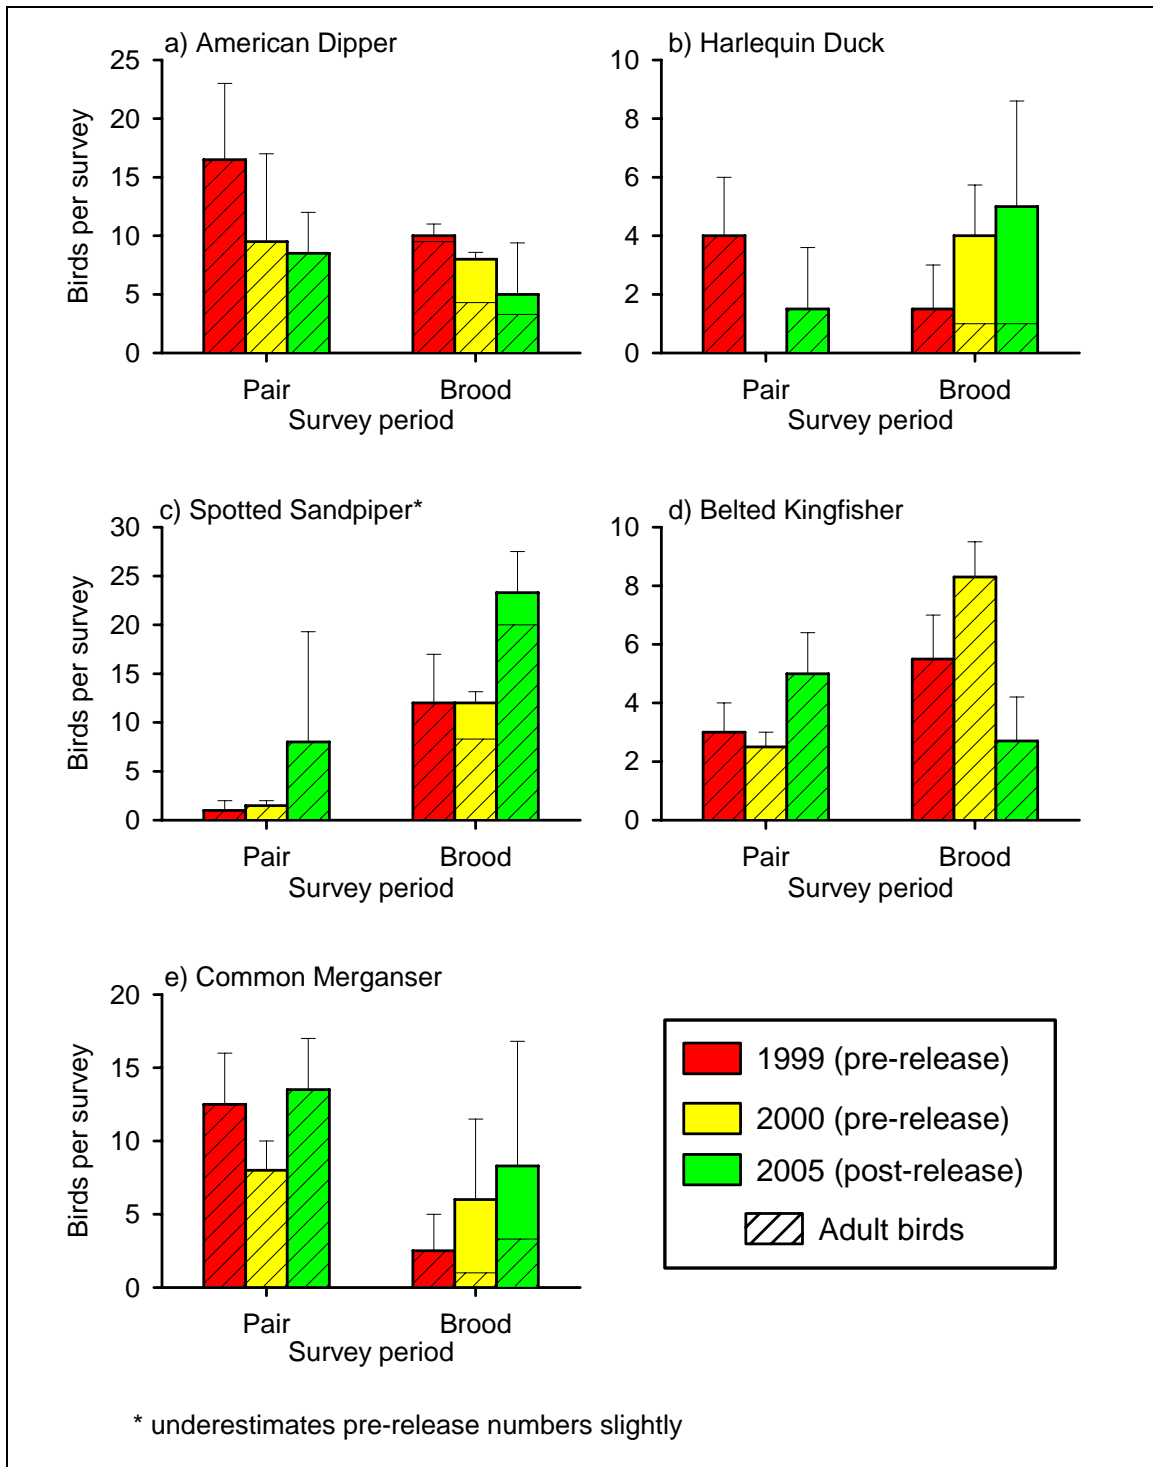 a) American Dipper
25
20
15
10
5
0
Birds per survey
Pair Brood
Survey period
b) Harlequin Duck
10
8
6
4
2
0
Pair Brood
Survey period
c) Spotted Sandpiper*
30
25
20
15
10
5
0
Birds per survey
Pair Brood
Survey period
d) Belted Kingfisher
10
8
6
4
2
0
Pair Brood
Survey period
e) Common Merganser
20
15
10
5
0
Birds per survey
Pair Brood
Survey period
1999 (pre-release)
2000 (pre-release)
2005 (post-release)
Adult birds
* underestimates pre-release numbers slightly